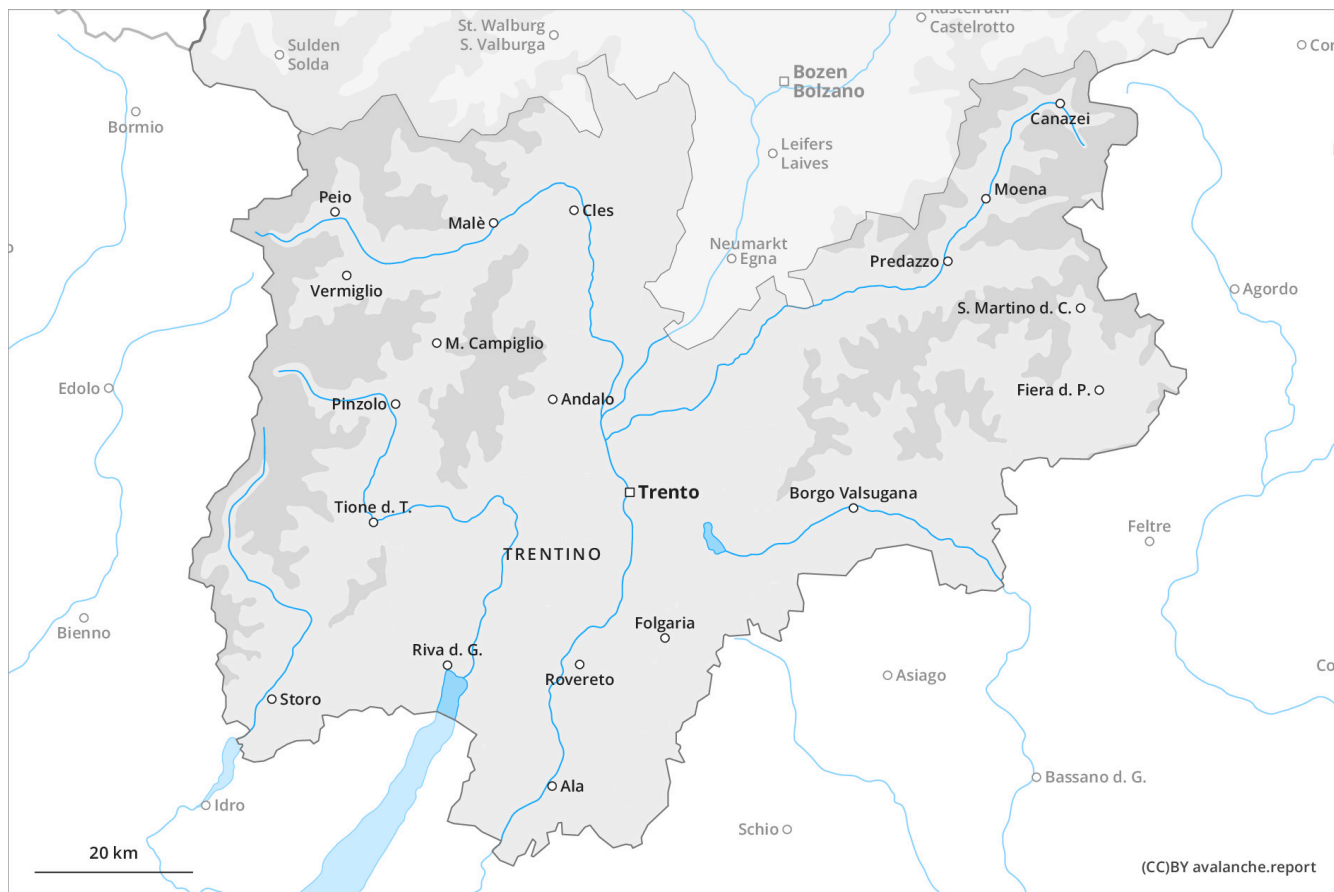 Kastelruth
Castelrotto
St. Walburg
S. Valburga
Sulden
Solda
Bozen
Bolzano
Bormio
Canazei
Leifers
Laives
Peio
Malè
Cles
Moena
Neumarkt
Egna
Predazzo
Vermiglio
Agordo
S. Martino d. C.
M. Campiglio
Edolo
Pinzolo
Andalo
Fiera d. P.
Trento
Borgo Valsugana
Tione d. T.
Feltre
TRENTINO
Bienno
Folgaria
Riva d. G.
Rovereto
Asiago
Storo
Bassano d. G.
Ala
Idro
Schio
20 km
(CC)BY avalanche.report